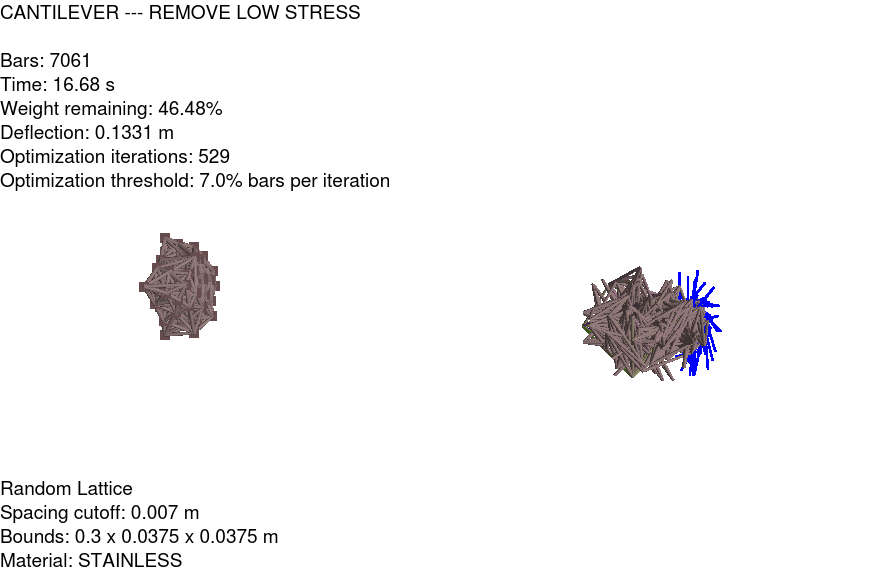 CANTILEVER --- REMOVE LOW STRESS
Bars: 7061
Time: 16.68 s
Weight remaining: 46.48%
Deflection: 0.1331 m
Optimization iterations: 529
Optimization threshold: 7.0% bars per iteration
Random Lattice
Spacing cutoff: 0.007 m
Bounds: 0.3 x 0.0375 x 0.0375 m
Material: STAINLESS